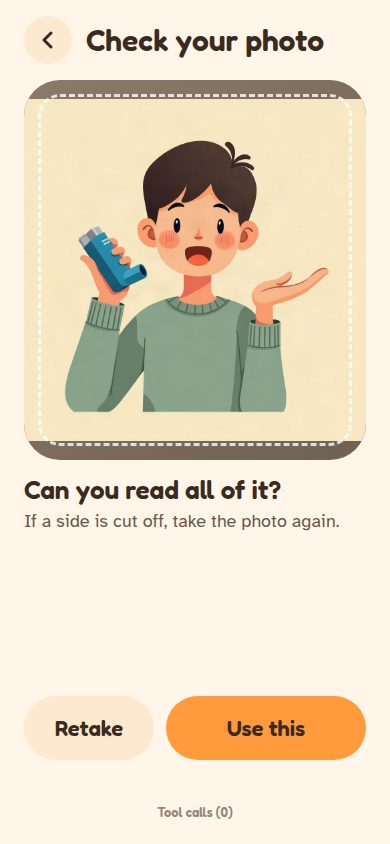 Check your photo
Can you read all of it?
If a side is cut off, take the photo again.
Retake
Use this
Tool calls (0)